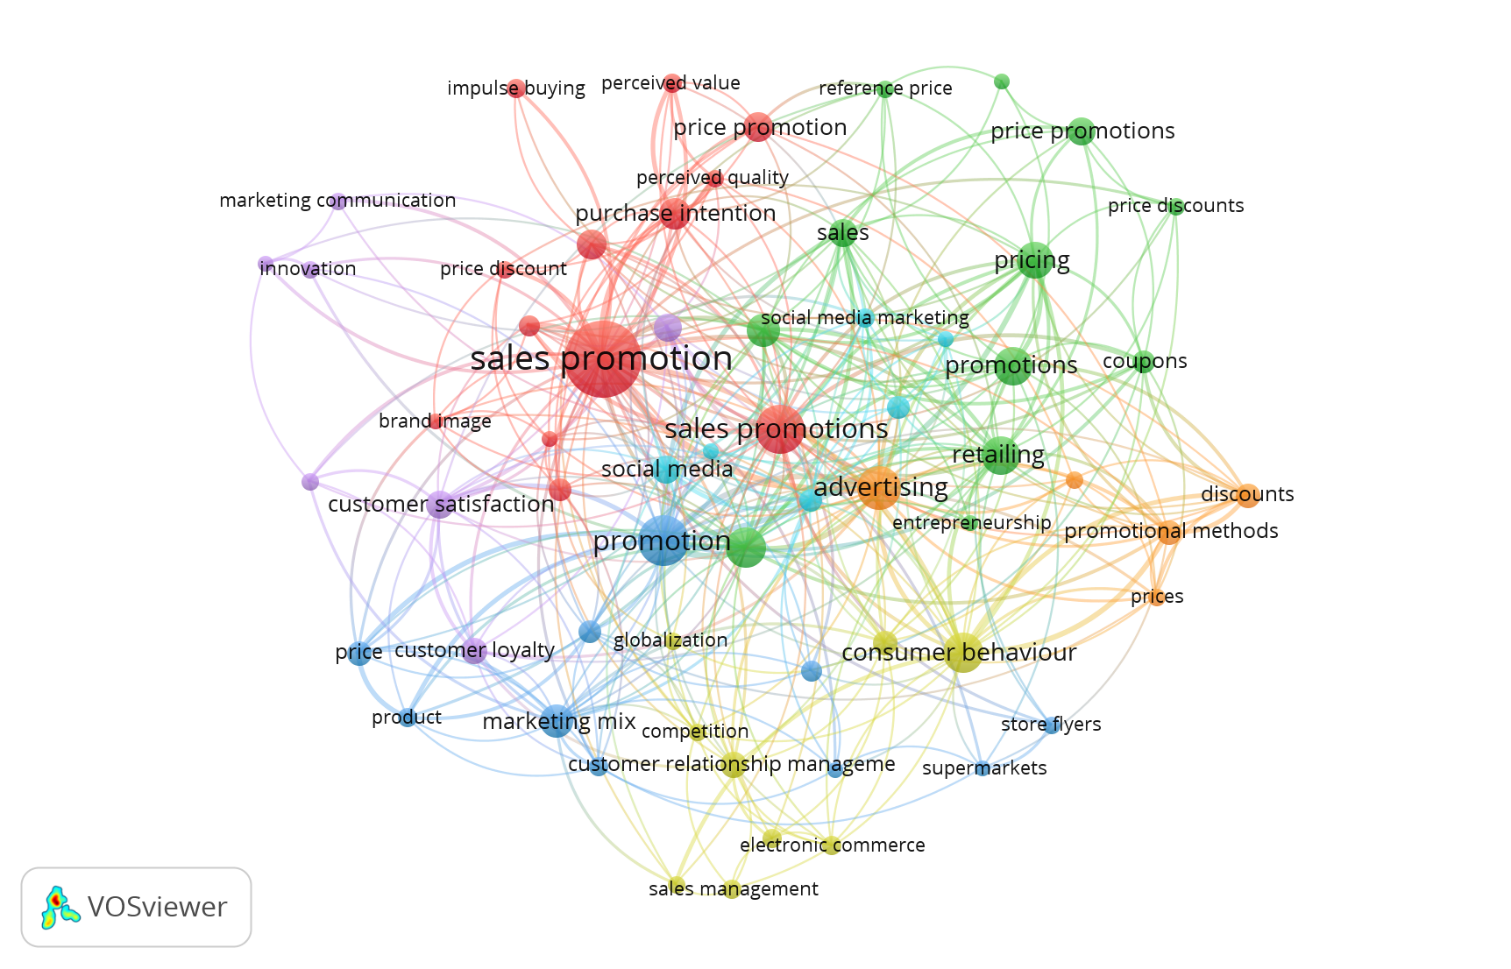 impulse buying
perceived value
reference price
price promotion
price promotions
perceived quality
marketing communication
purchase intention
price discounts
sales
innovation
price discount
pricing
social media marketing
sales promotion
promotions
coupons
brand image
sales promotions
retailing
social media
customer satisfaction
advertising
discounts
entrepreneurship
promotional methods
promotion
prices
globalization
price
customer loyalty
consumer behaviour
product
marketing mix
competition
store flyers
customer relationship manageme
supermarkets
electronic commerce
sales management
VOSviewer